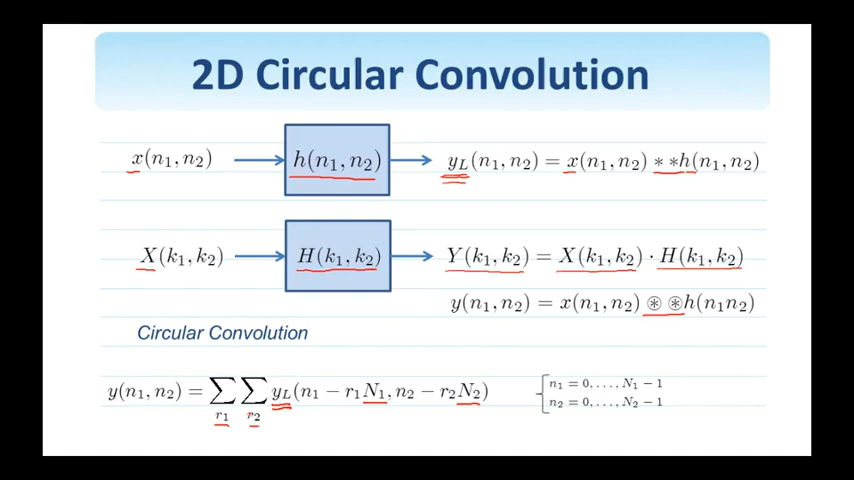 2D Circular Convolution
x(n₁, n₂) h(n₁, n₂) y_L(n₁, n₂) = x(n₁, n₂) ∗∗h(n₁, n₂)
X(k₁, k₂) H(k₁, k₂) Y(k₁, k₂) = X(k₁, k₂) · H(k₁, k₂)
y(n₁, n₂) = x(n₁, n₂) ⊛ ⊛h(n₁n₂)
Circular Convolution
y(n₁, n₂) = ∑_{r₁} ∑_{r₂} y_L(n₁ − r₁N₁, n₂ − r₂N₂)
n₁ = 0, . . . , N₁ − 1
n₂ = 0, . . . , N₂ − 1